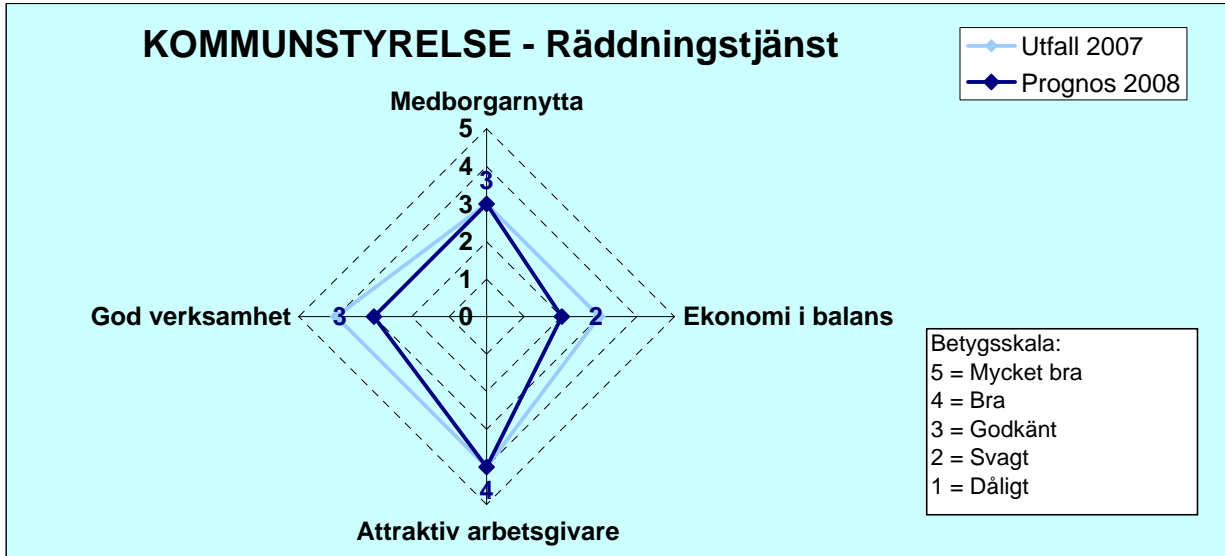 KOMMUNSTYRELSE - Räddningstjänst
Utfall 2007
Prognos 2008
Medborgarnytta
5
4
3
3
2
1
God verksamhet
3
0
2
Ekonomi i balans
4
Attraktiv arbetsgivare
Betygsskala:
5 = Mycket bra
4 = Bra
3 = Godkänt
2 = Svagt
1 = Dåligt